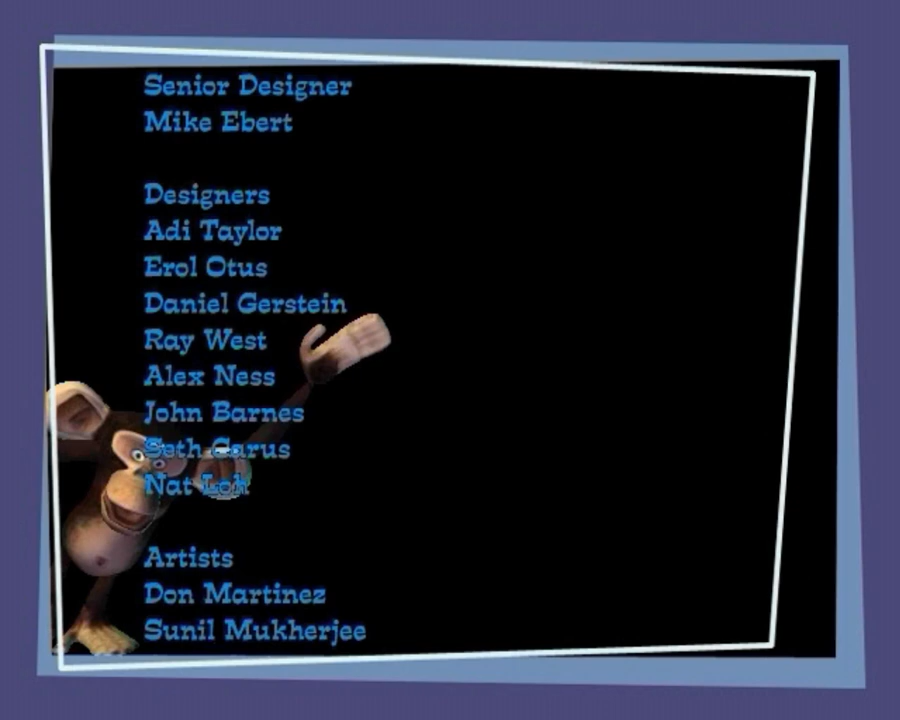 Senior Designer
Mike Ebert
Designers
Adi Taylor
Erol Otus
Daniel Gerstein
Ray West
Alex Ness
John Barnes
Seth Carus
Nat Loh
Artists
Don Martinez
Sunil Mukherjee